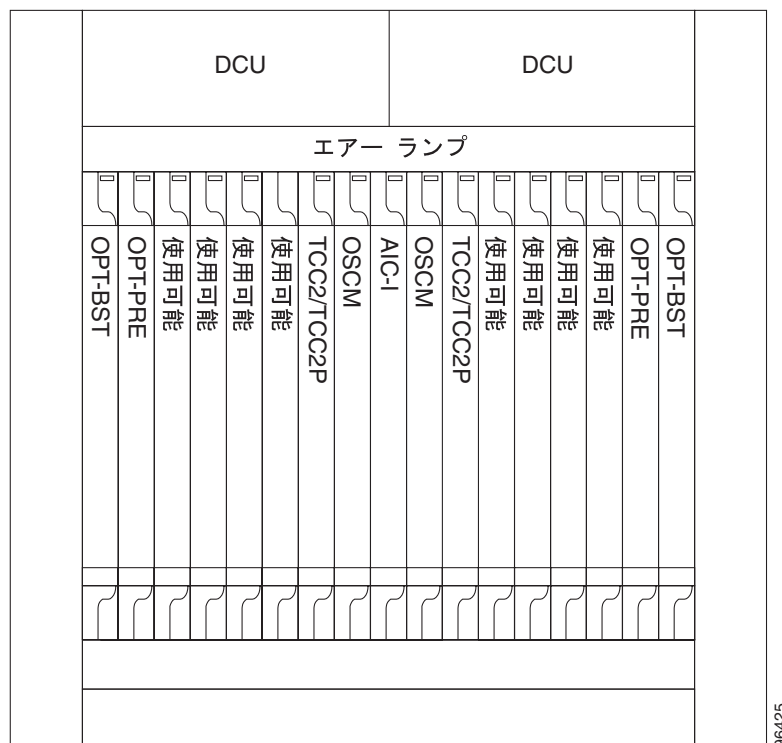 DCU
DCU
エアー ランプ
OPT-BST
OPT-PRE
使用可能
使用可能
使用可能
使用可能
TCC2/TCC2P
OSCM
AIC-I
OSCM
TCC2/TCC2P
使用可能
使用可能
使用可能
使用可能
OPT-PRE
OPT-BST
96425